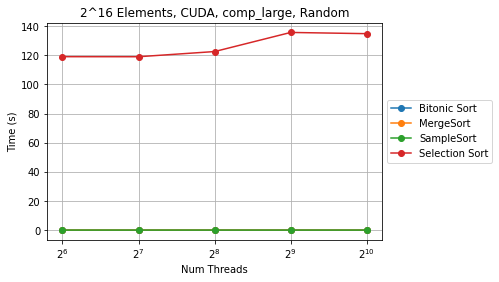 2^16 Elements, CUDA, comp_large, Random
140
120
100
80
60
40
20
0
Time (s)
2^6 2^7 2^8 2^9 2^10
Num Threads
Bitonic Sort
MergeSort
SampleSort
Selection Sort